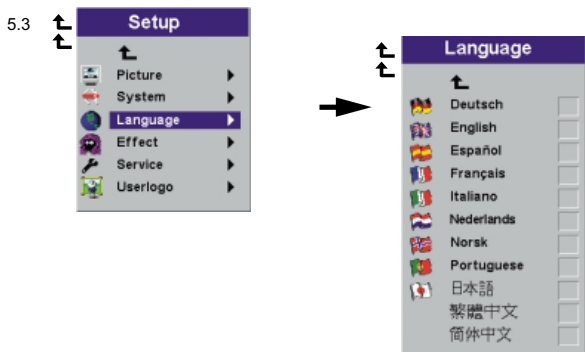 5.3
Setup
Picture
System
Language
Effect
Service
Userlogo
Language
Deutsch
English
Español
Français
Italiano
Nederlands
Norsk
Portuguese
日本語
繁體中文
简体中文